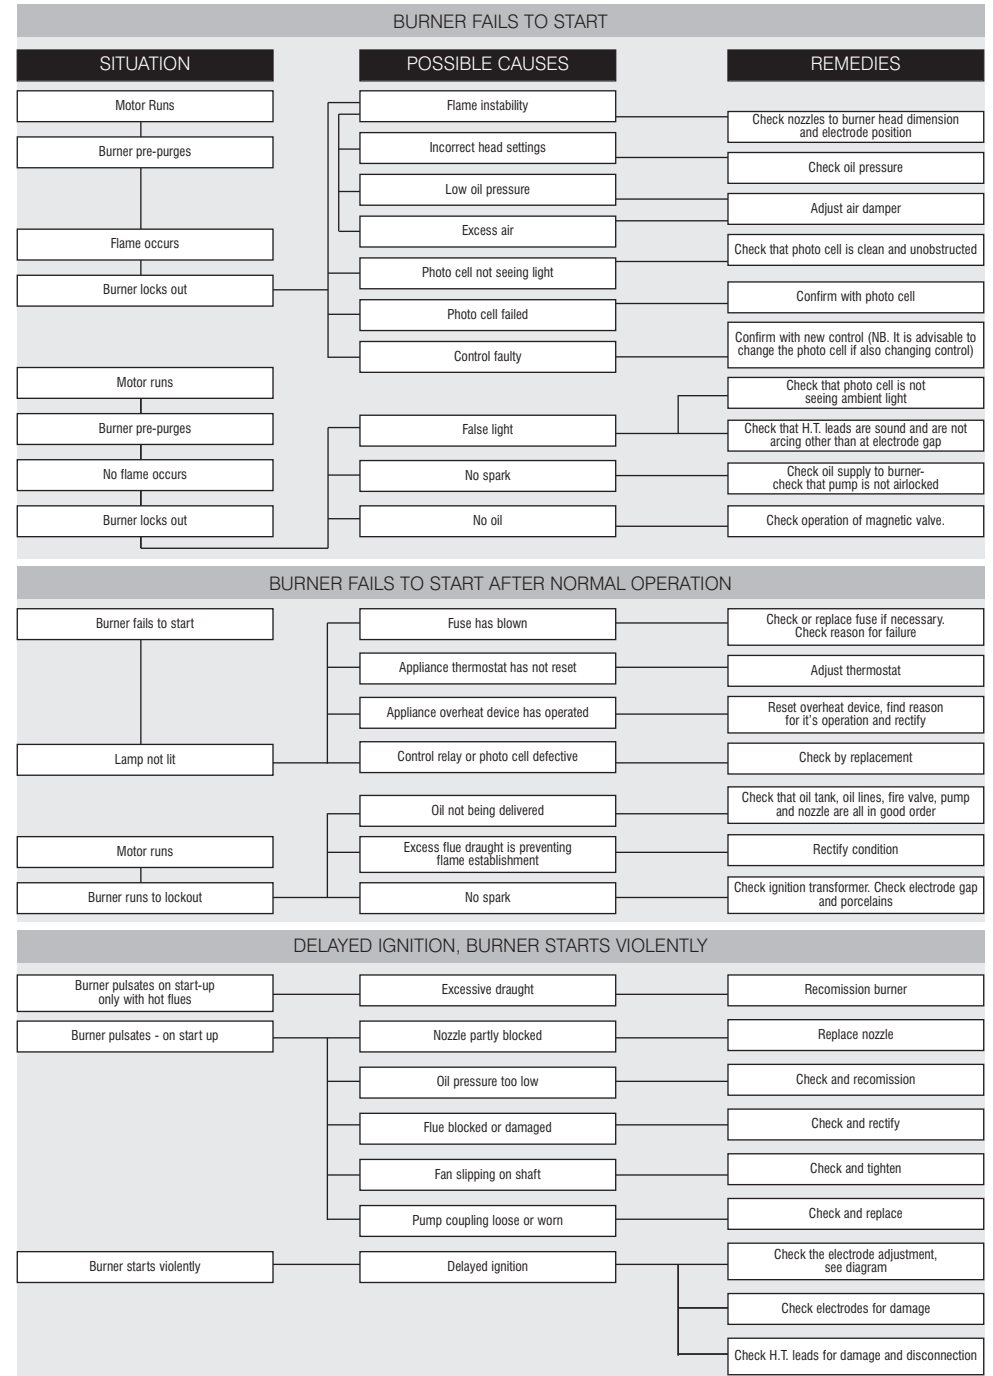 BURNER FAILS TO START
SITUATION
POSSIBLE CAUSES
REMEDIES
Motor Runs
Burner pre-purges
Flame occurs
Burner locks out
Flame instability
Incorrect head settings
Low oil pressure
Excess air
Photo cell not seeing light
Photo cell failed
Control faulty
Check nozzles to burner head dimension
and electrode position
Check oil pressure
Adjust air damper
Check that photo cell is clean and unobstructed
Confirm with photo cell
Confirm with new control (NB. It is advisable to
change the photo cell if also changing control)
Motor runs
Burner pre-purges
No flame occurs
Burner locks out
False light
No spark
No oil
Check that photo cell is not
seeing ambient light
Check that H.T. leads are sound and are not
arcing other than at electrode gap
Check oil supply to burner-
check that pump is not airlocked
Check operation of magnetic valve.
BURNER FAILS TO START AFTER NORMAL OPERATION
Burner fails to start
Lamp not lit
Fuse has blown
Appliance thermostat has not reset
Appliance overheat device has operated
Control relay or photo cell defective
Check or replace fuse if necessary.
Check reason for failure
Adjust thermostat
Reset overheat device, find reason
for it's operation and rectify
Check by replacement
Motor runs
Burner runs to lockout
Oil not being delivered
Excess flue draught is preventing
flame establishment
No spark
Check that oil tank, oil lines, fire valve, pump
and nozzle are all in good order
Rectify condition
Check ignition transformer. Check electrode gap
and porcelains
DELAYED IGNITION, BURNER STARTS VIOLENTLY
Burner pulsates on start-up
only with hot flues
Excessive draught
Recomission burner
Burner pulsates - on start up
Nozzle partly blocked
Replace nozzle
Oil pressure too low
Check and recomission
Flue blocked or damaged
Check and rectify
Fan slipping on shaft
Check and tighten
Pump coupling loose or worn
Check and replace
Burner starts violently
Delayed ignition
Check the electrode adjustment,
see diagram
Check electrodes for damage
Check H.T. leads for damage and disconnection